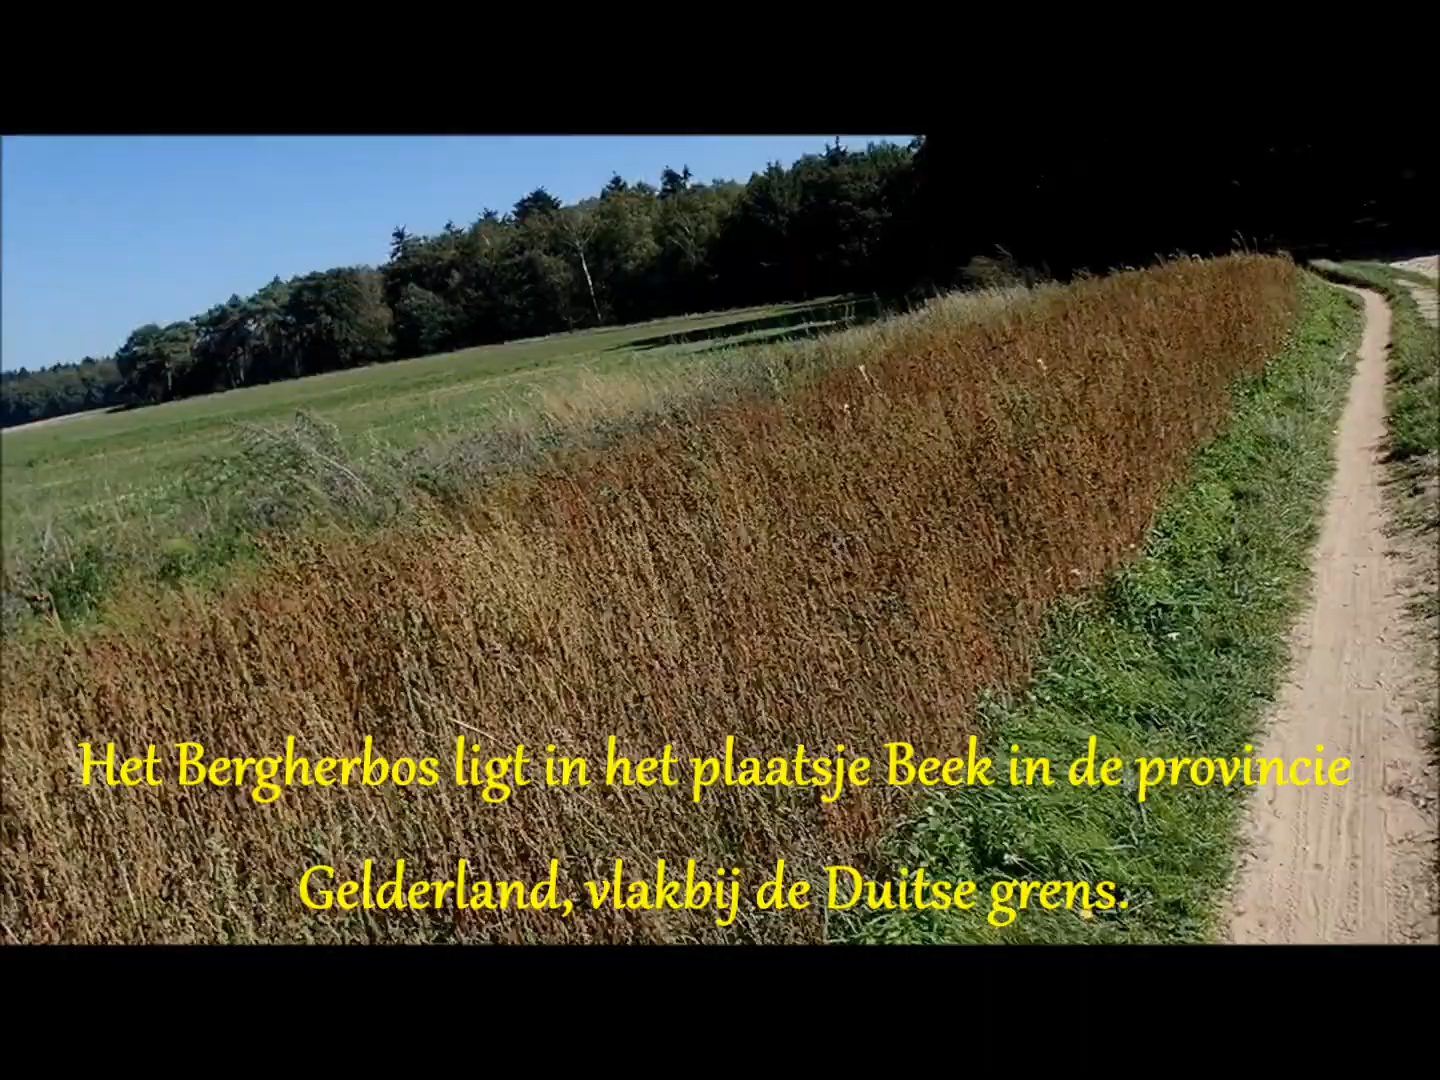 Het Bergherbos ligt in het plaatsje Beek in de provincie
Gelderland, vlakbij de Duitse grens.